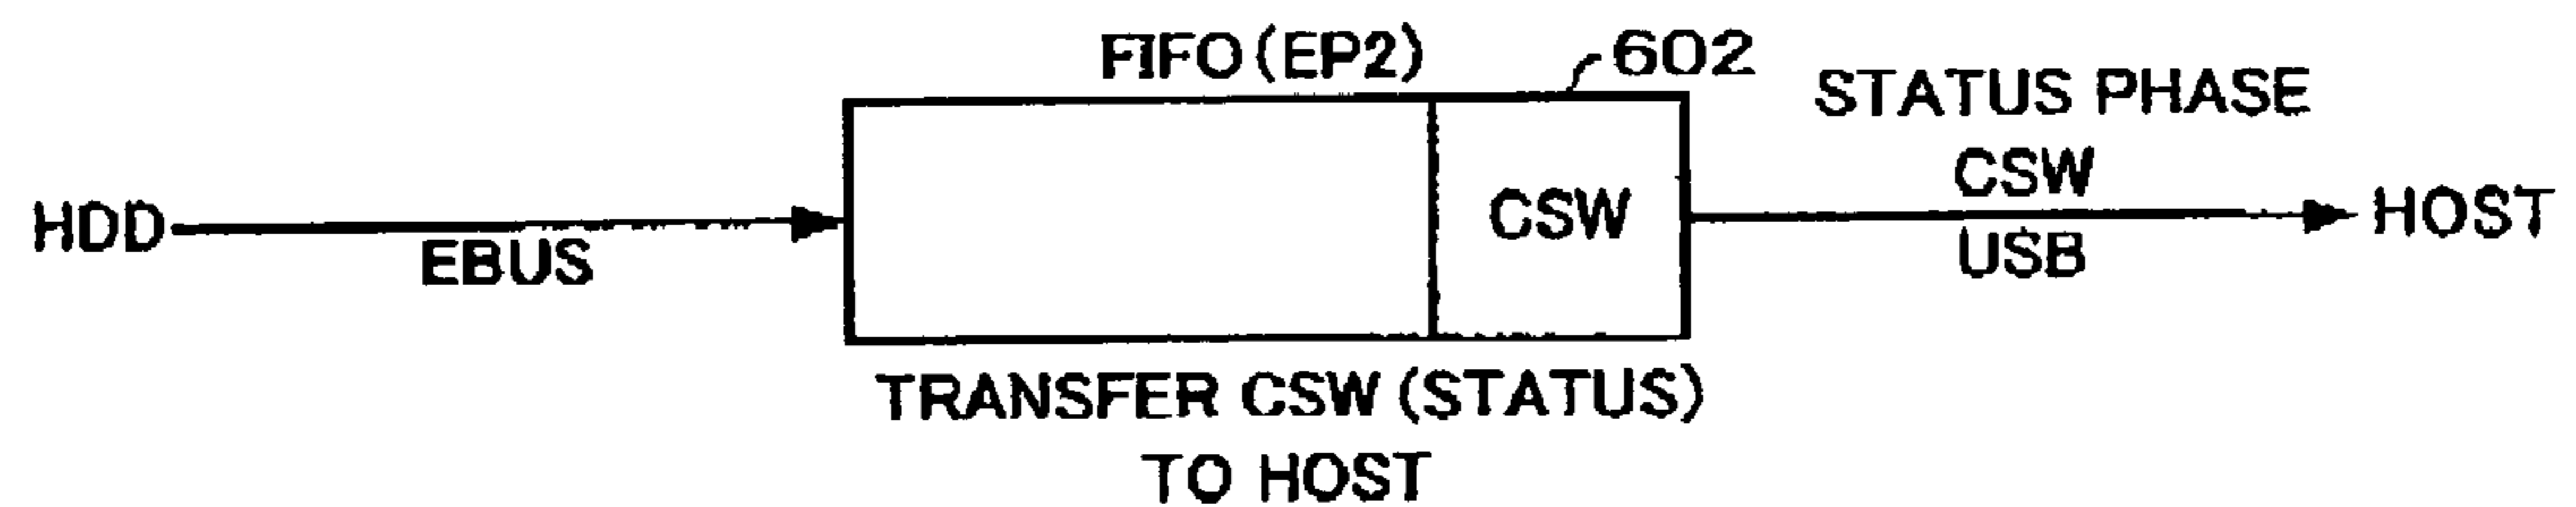 FIFO(EP2)
602
STATUS PHASE
CSW
CSW
HDD
HOST
EBUS
USB
TRANSFER CSW (STATUS)
TO HOST